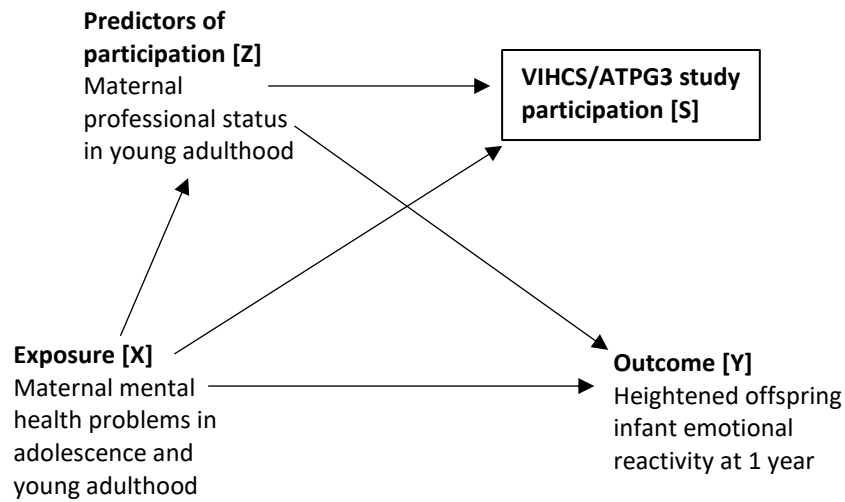 Predictors of
participation [Z]
Maternal
professional status
in young adulthood
VIHCS/ATPG3 study
participation [S]
Exposure [X]
Maternal mental
health problems in
adolescence and
young adulthood
Outcome [Y]
Heightened offspring
infant emotional
reactivity at 1 year